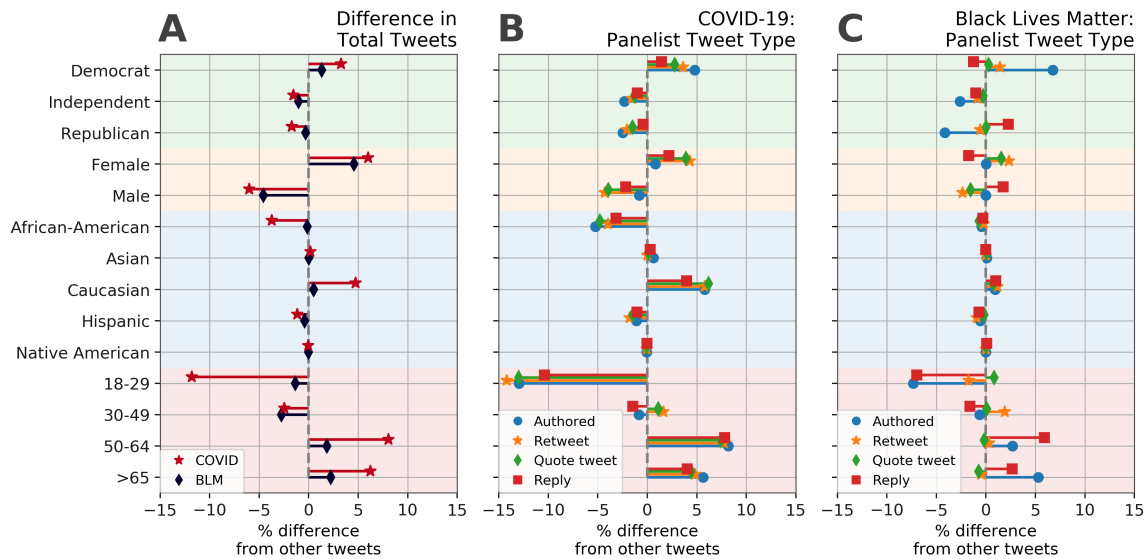 A
Difference in
Total Tweets
Democrat
Independent
Republican
Female
Male
African-American
Asian
Caucasian
Hispanic
Native American
18-29
30-49
50-64
>65
COVID
BLM
−15 −10 −5 0 5 10 15
% difference
from other tweets
B
COVID-19:
Panelist Tweet Type
Authored
Retweet
Quote tweet
Reply
−15 −10 −5 0 5 10 15
% difference
from other tweets
C
Black Lives Matter:
Panelist Tweet Type
Authored
Retweet
Quote tweet
Reply
−15 −10 −5 0 5 10 15
% difference
from other tweets